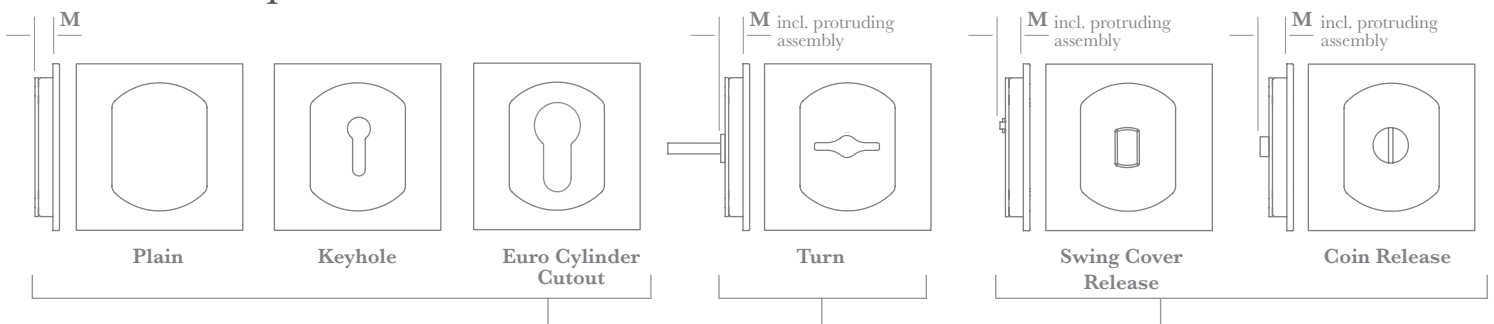 M
M incl. protruding
assembly
M incl. protruding
assembly
M incl. protruding
assembly
Plain
Keyhole
Euro Cylinder
Cutout
Turn
Swing Cover
Release
Coin Release